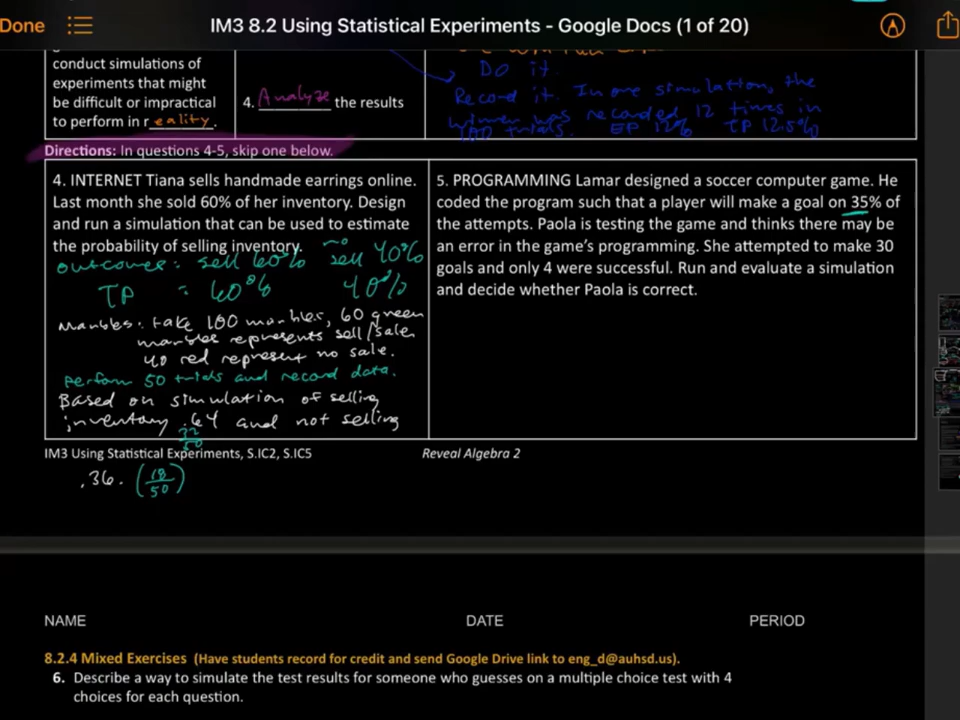 Done
IM3 8.2 Using Statistical Experiments - Google Docs (1 of 20)
conduct simulations of
experiments that might
be difficult or impractical
to perform in reality.
4. Analyze the results
Do it.
Record it. In one simulation, the
winner was recorded 12 times in
100 trials. EP 12% TP 12.5%
Directions: In questions 4-5, skip one below.
4. INTERNET Tiana sells handmade earrings online.
Last month she sold 60% of her inventory. Design
and run a simulation that can be used to estimate
the probability of selling inventory.
outcomes: sell 60% no sell 40%
TP = 60% 40%
Marbles: take 100 marbles, 60 green
marbles represents sell/sale
40 red represent no sale.
Perform 50 trials and record data.
Based on simulation of selling
inventory .64 and not selling
32/50
5. PROGRAMMING Lamar designed a soccer computer game. He
coded the program such that a player will make a goal on 35% of
the attempts. Paola is testing the game and thinks there may be
an error in the game's programming. She attempted to make 30
goals and only 4 were successful. Run and evaluate a simulation
and decide whether Paola is correct.
IM3 Using Statistical Experiments, S.IC2, S.IC5
Reveal Algebra 2
.36. (18/50)
NAME
DATE
PERIOD
8.2.4 Mixed Exercises (Have students record for credit and send Google Drive link to eng_d@auhsd.us).
6. Describe a way to simulate the test results for someone who guesses on a multiple choice test with 4
choices for each question.